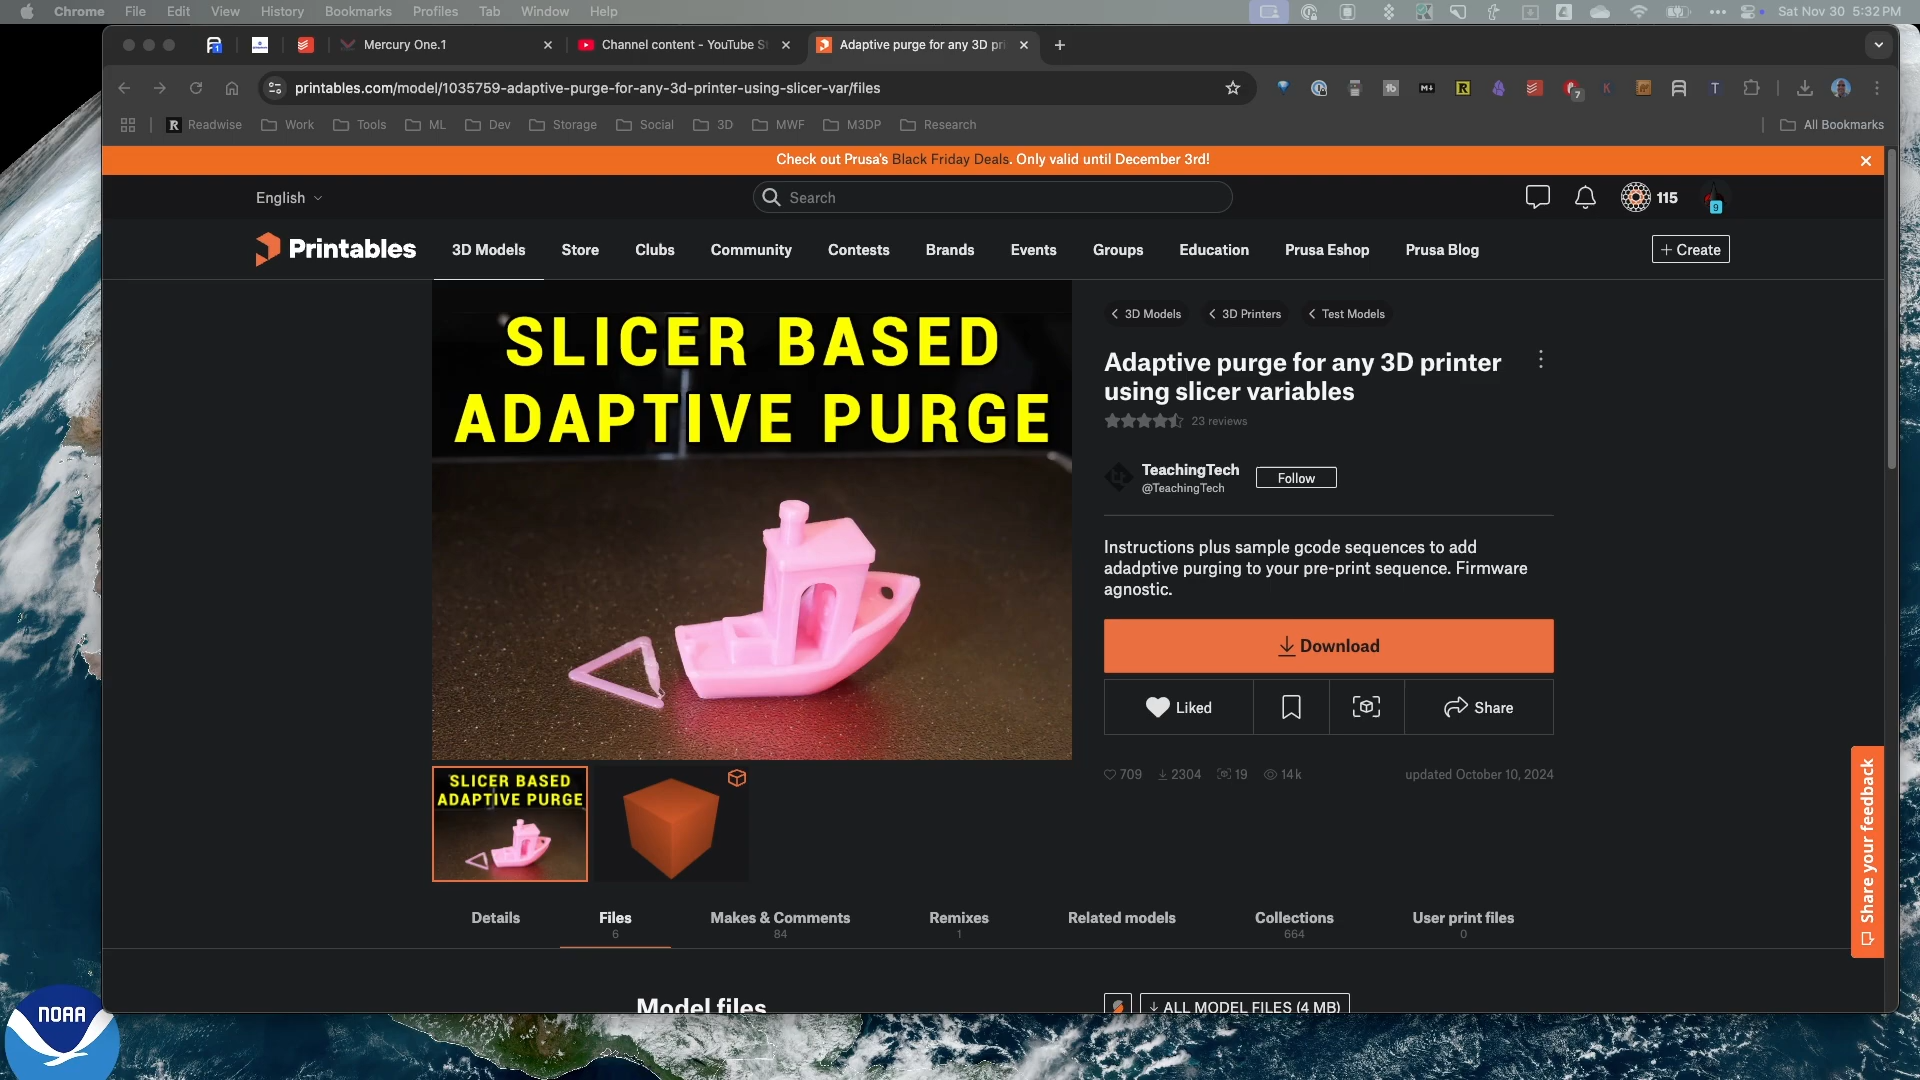 Chrome File Edit View History Bookmarks Profiles Tab Window Help Sat Nov 30 5:32 PM
Mercury One.1
Channel content - YouTube S
Adaptive purge for any 3D pri
printables.com/model/1035759-adaptive-purge-for-any-3d-printer-using-slicer-var/files
Readwise Work Tools ML Dev Storage Social 3D MWF M3DP Research All Bookmarks
Check out Prusa's Black Friday Deals. Only valid until December 3rd!
English Search 115
9
Printables 3D Models Store Clubs Community Contests Brands Events Groups Education Prusa Eshop Prusa Blog + Create
SLICER BASED
ADAPTIVE PURGE
3D Models 3D Printers Test Models
Adaptive purge for any 3D printer
using slicer variables
23 reviews
TeachingTech
@TeachingTech
Follow
Instructions plus sample gcode sequences to add
adadptive purging to your pre-print sequence. Firmware
agnostic.
Download
Liked Share
709 2304 19 14k updated October 10, 2024
SLICER BASED
ADAPTIVE PURGE
Share your feedback
Details Files Makes & Comments Remixes Related models Collections User print files
6 84 1 664 0
Model files ALL MODEL FILES (4 MB)
NOAA